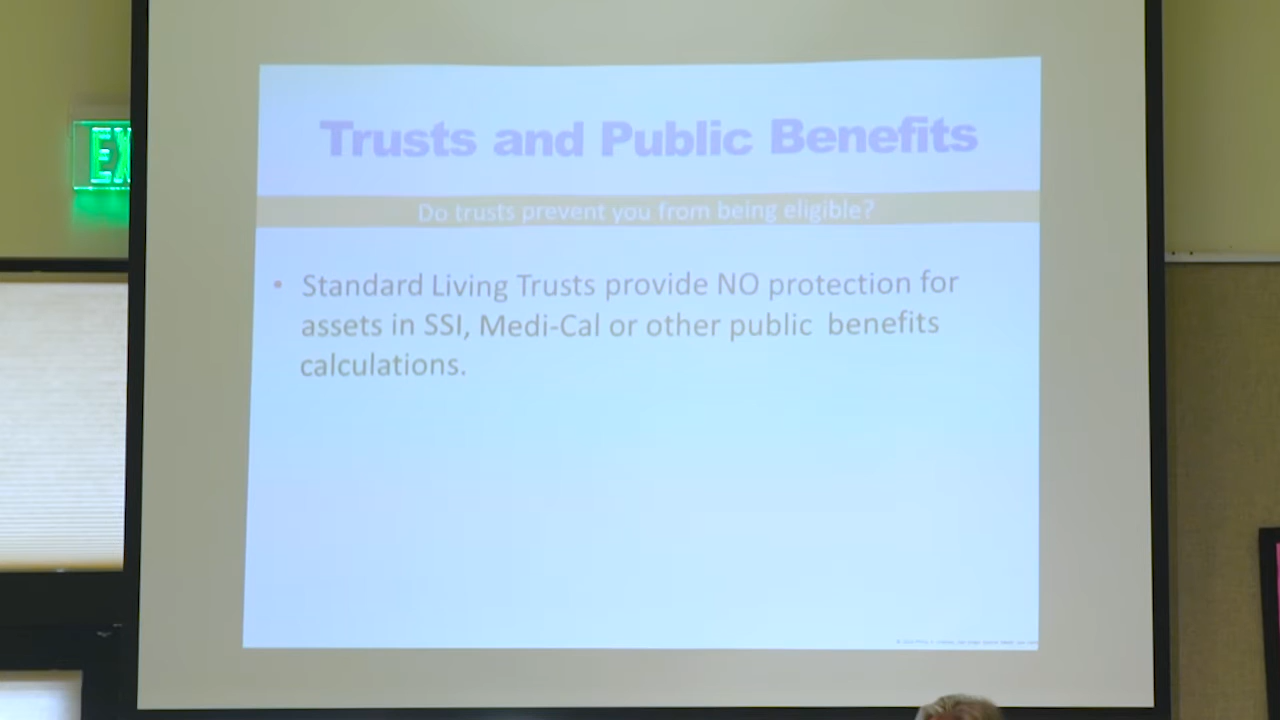 EX
Trusts and Public Benefits
Do trusts prevent you from being eligible?
• Standard Living Trusts provide NO protection for
assets in SSI, Medi-Cal or other public benefits
calculations.